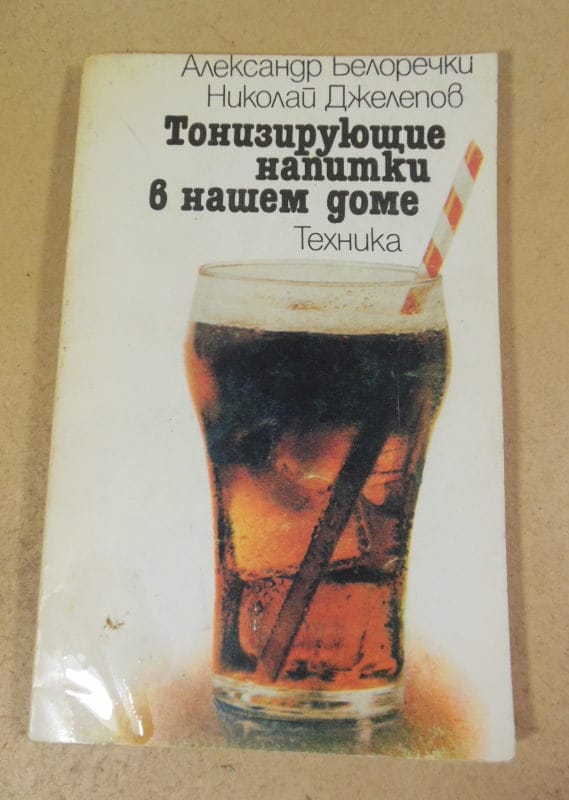 Александр Белоречки
Николай Джелепов
Тонизирующие
напитки
в нашем доме
Техника